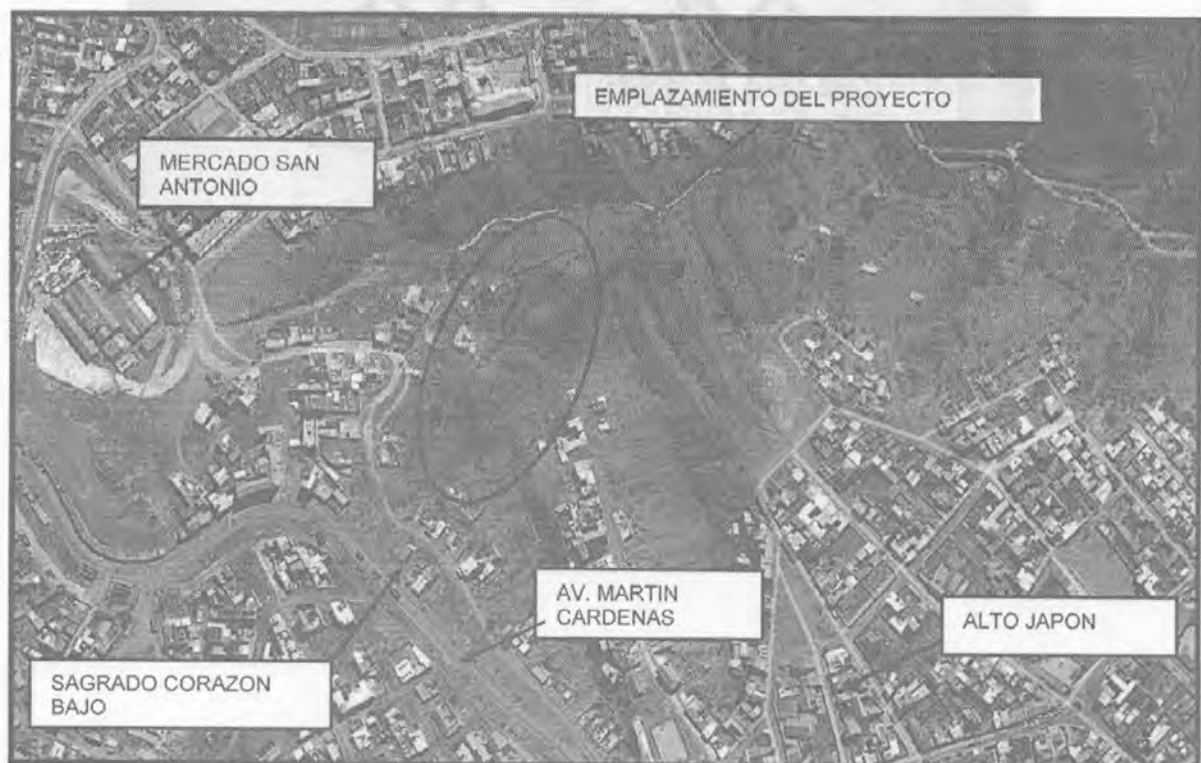 EMPLAZAMIENTO DEL PROYECTO
MERCADO SAN
ANTONIO
AV. MARTIN
CARDENAS
ALTO JAPON
SAGRADO CORAZON
BAJO